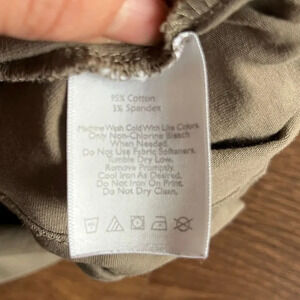 95% Cotton
5% Spandex
Machine Wash Cold With Like Colors.
Only Non-Chlorine Bleach
When Needed.
Do Not Use Fabric Softeners.
Tumble Dry Low.
Remove Promptly.
Cool Iron As Desired.
Do Not Iron On Print.
Do Not Dry Clean.